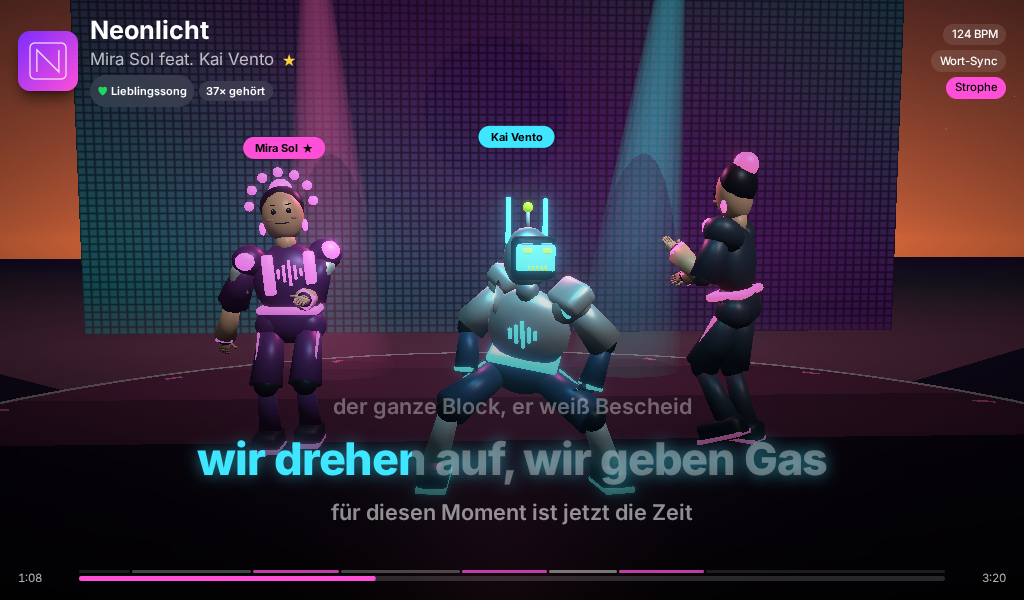 Neonlicht
Mira Sol feat. Kai Vento ★
Lieblingssong
37× gehört
124 BPM
Wort-Sync
Strophe
Mira Sol ★
Kai Vento
der ganze Block, er weiß Bescheid
wir drehen auf, wir geben Gas
für diesen Moment ist jetzt die Zeit
1:08
3:20